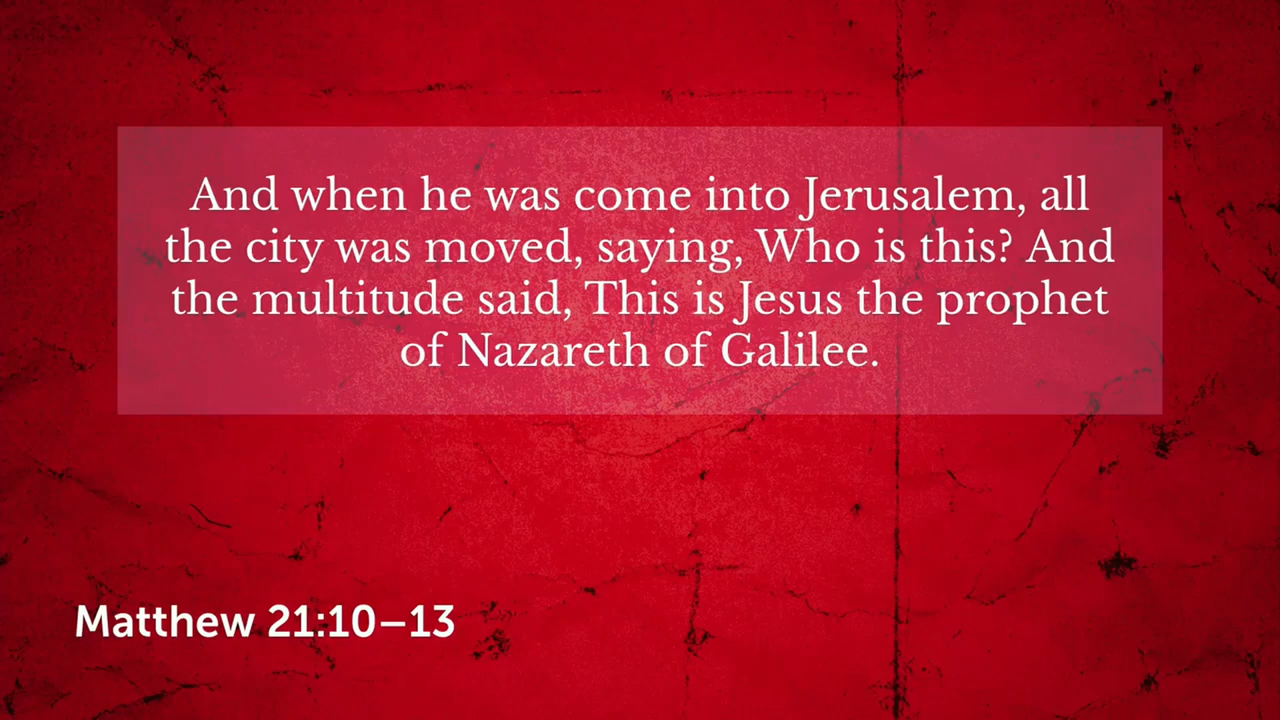 And when he was come into Jerusalem, all
the city was moved, saying, Who is this? And
the multitude said, This is Jesus the prophet
of Nazareth of Galilee.
Matthew 21:10–13